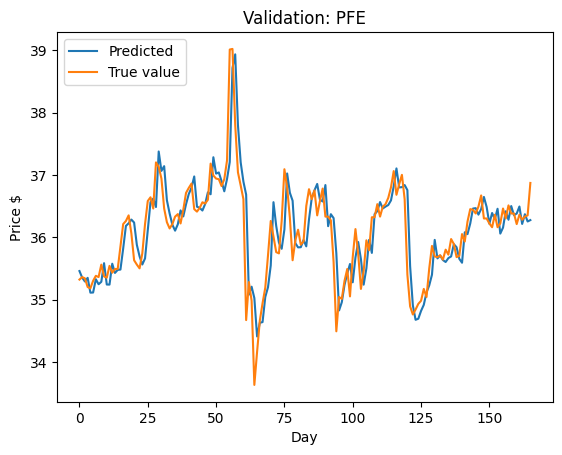 Validation: PFE
Predicted
True value
39
38
37
36
35
34
Price $
0 25 50 75 100 125 150
Day